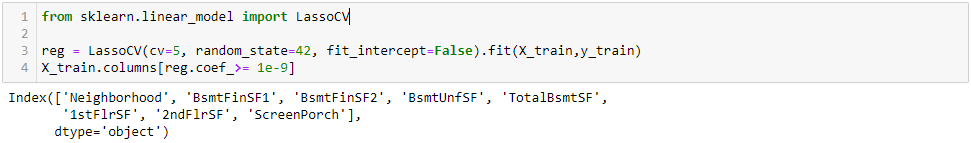 1 from sklearn.linear_model import LassoCV
2
3 reg = LassoCV(cv=5, random_state=42, fit_intercept=False).fit(X_train,y_train)
4 X_train.columns[reg.coef_>= 1e-9]
Index(['Neighborhood', 'BsmtFinSF1', 'BsmtFinSF2', 'BsmtUnfSF', 'TotalBsmtSF',
'1stFlrSF', '2ndFlrSF', 'ScreenPorch'],
dtype='object')